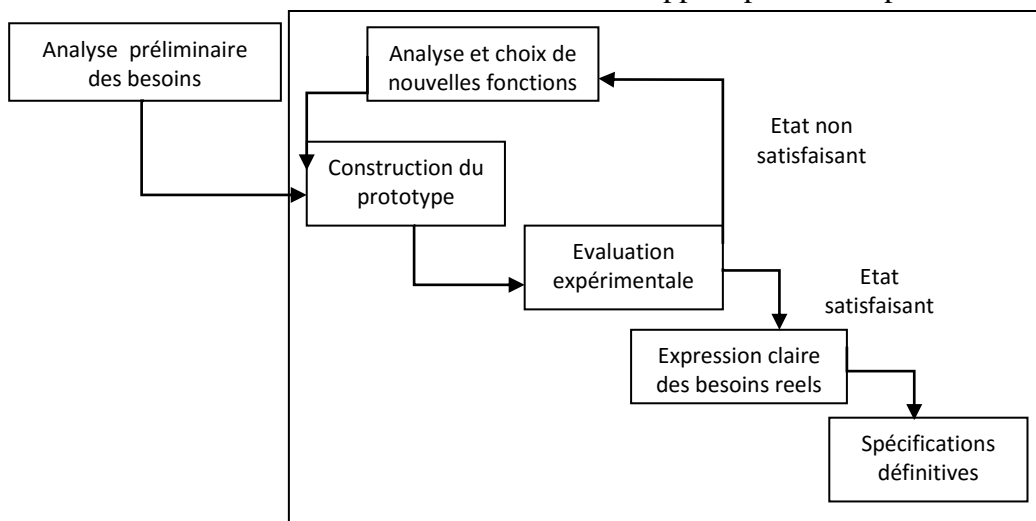 Analyse préliminaire
des besoins
Analyse et choix de
nouvelles fonctions
Etat non
satisfaisant
Construction du
prototype
Evaluation
expérimentale
Etat
satisfaisant
Expression claire
des besoins reels
Spécifications
définitives